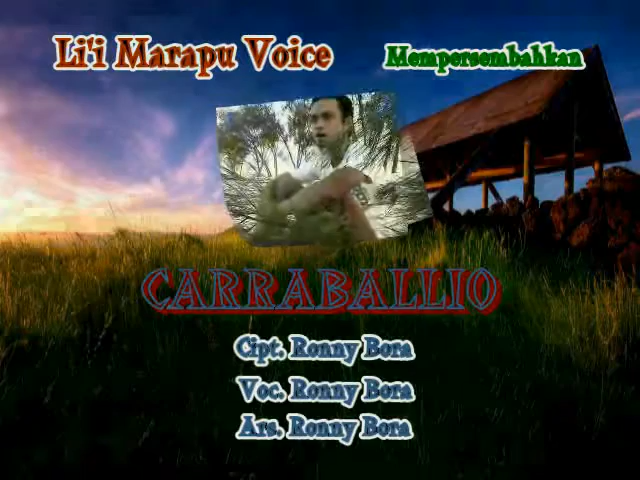 Li'i Marapu Voice Mempersembahkan
CARRABALLIO
Cipt. Ronny Bora
Voc. Ronny Bora
Ars. Ronny Bora